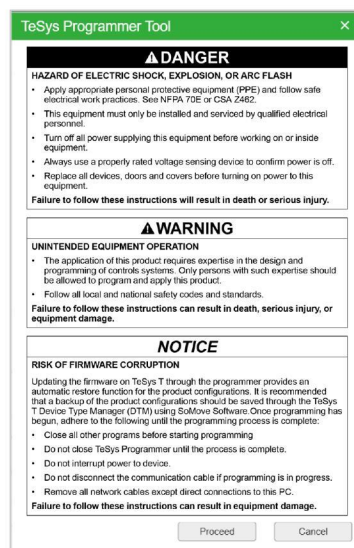 TeSys Programmer Tool ×
⚠ DANGER
HAZARD OF ELECTRIC SHOCK, EXPLOSION, OR ARC FLASH
• Apply appropriate personal protective equipment (PPE) and follow safe
electrical work practices. See NFPA 70E or CSA Z462.
• This equipment must only be installed and serviced by qualified electrical
personnel.
• Turn off all power supplying this equipment before working on or inside
equipment.
• Always use a properly rated voltage sensing device to confirm power is off.
• Replace all devices, doors and covers before turning on power to this
equipment.
Failure to follow these instructions will result in death or serious injury.
⚠ WARNING
UNINTENDED EQUIPMENT OPERATION
• The application of this product requires expertise in the design and
programming of controls systems. Only persons with such expertise should
be allowed to program and apply this product.
• Follow all local and national safety codes and standards.
Failure to follow these instructions can result in death, serious injury, or
equipment damage.
NOTICE
RISK OF FIRMWARE CORRUPTION
Updating the firmware on TeSys T through the programmer provides an
automatic restore function for the product configurations. It is recommended
that a backup of the product configurations should be saved through the TeSys
T Device Type Manager (DTM) using SoMove Software.Once programming has
begun, adhere to the following until the programming process is complete:
• Close all other programs before starting programming
• Do not close TeSys Programmer until the process is complete.
• Do not interrupt power to device.
• Do not disconnect the communication cable if programming is in progress.
• Remove all network cables except direct connections to this PC.
Failure to follow these instructions can result in equipment damage.
Proceed Cancel